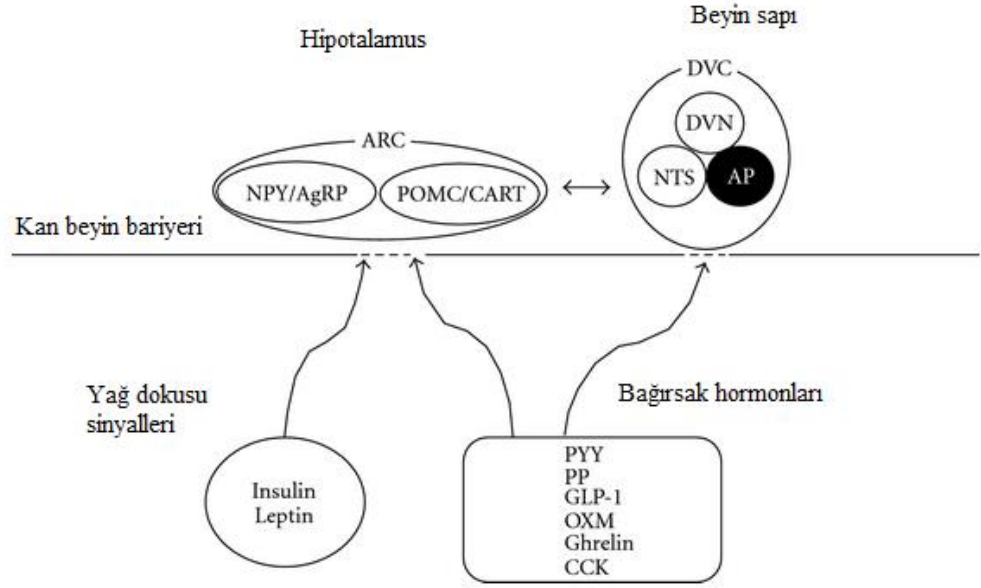 Beyin sapı
Hipotalamus
DVC
DVN
ARC
NTS
AP
NPY/AgRP
POMC/CART
Kan beyin bariyeri
Yağ dokusu
sinyalleri
Bağırsak hormonları
Insulin
Leptin
PYY
PP
GLP-1
OXM
Ghrelin
CCK